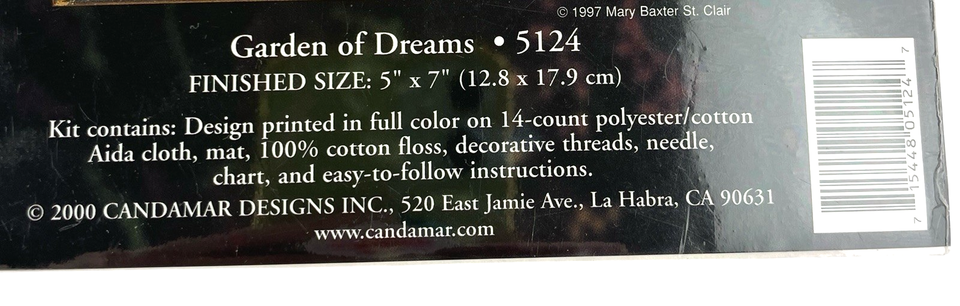 © 1997 Mary Baxter St. Clair
Garden of Dreams • 5124
FINISHED SIZE: 5" x 7" (12.8 x 17.9 cm)
Kit contains: Design printed in full color on 14-count polyester/cotton
Aida cloth, mat, 100% cotton floss, decorative threads, needle,
chart, and easy-to-follow instructions.
© 2000 CANDAMAR DESIGNS INC., 520 East Jamie Ave., La Habra, CA 90631
www.candamar.com
7 15448 05124 7